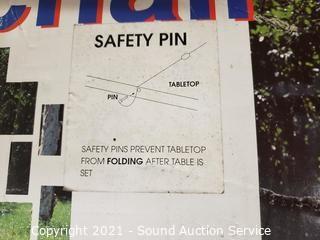 SAFETY PIN
TABLETOP
PIN
SAFETY PINS PREVENT TABLETOP
FROM FOLDING AFTER TABLE IS
SET
Copyright 2021 - Sound Auction Service